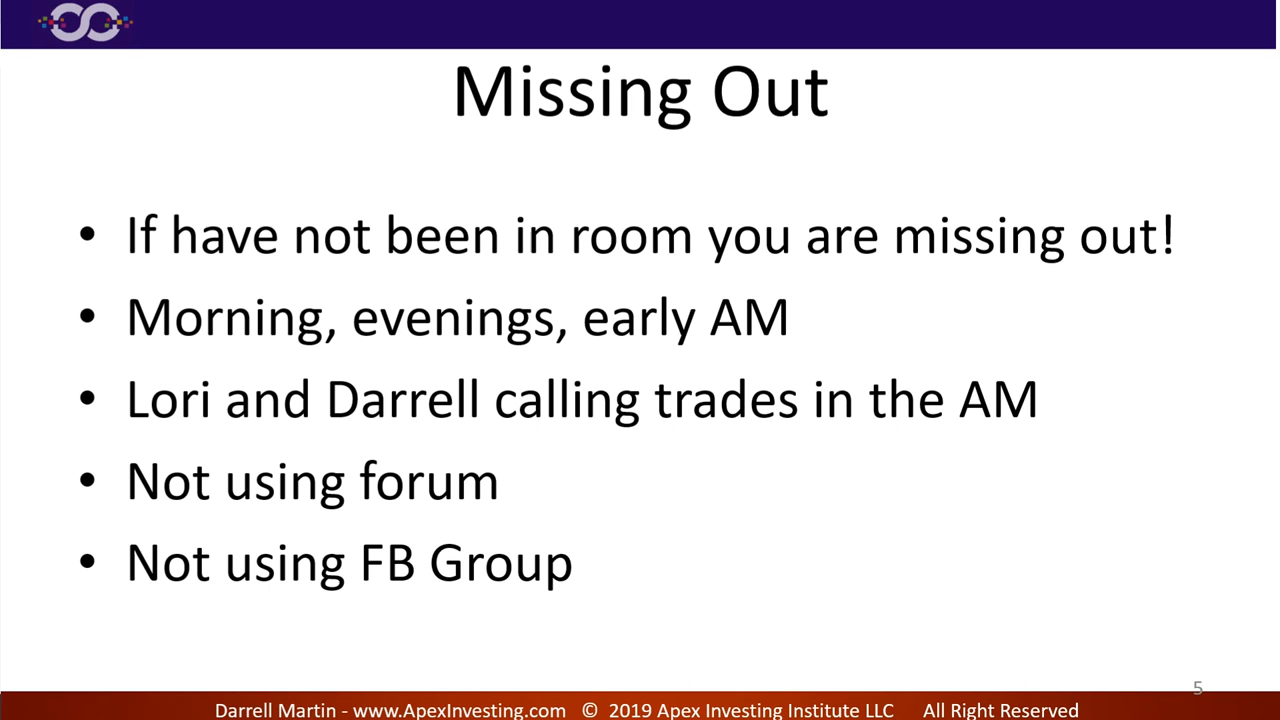 Missing Out
• If have not been in room you are missing out!
• Morning, evenings, early AM
• Lori and Darrell calling trades in the AM
• Not using forum
• Not using FB Group
5
Darrell Martin - www.ApexInvesting.com © 2019 Apex Investing Institute LLC All Right Reserved